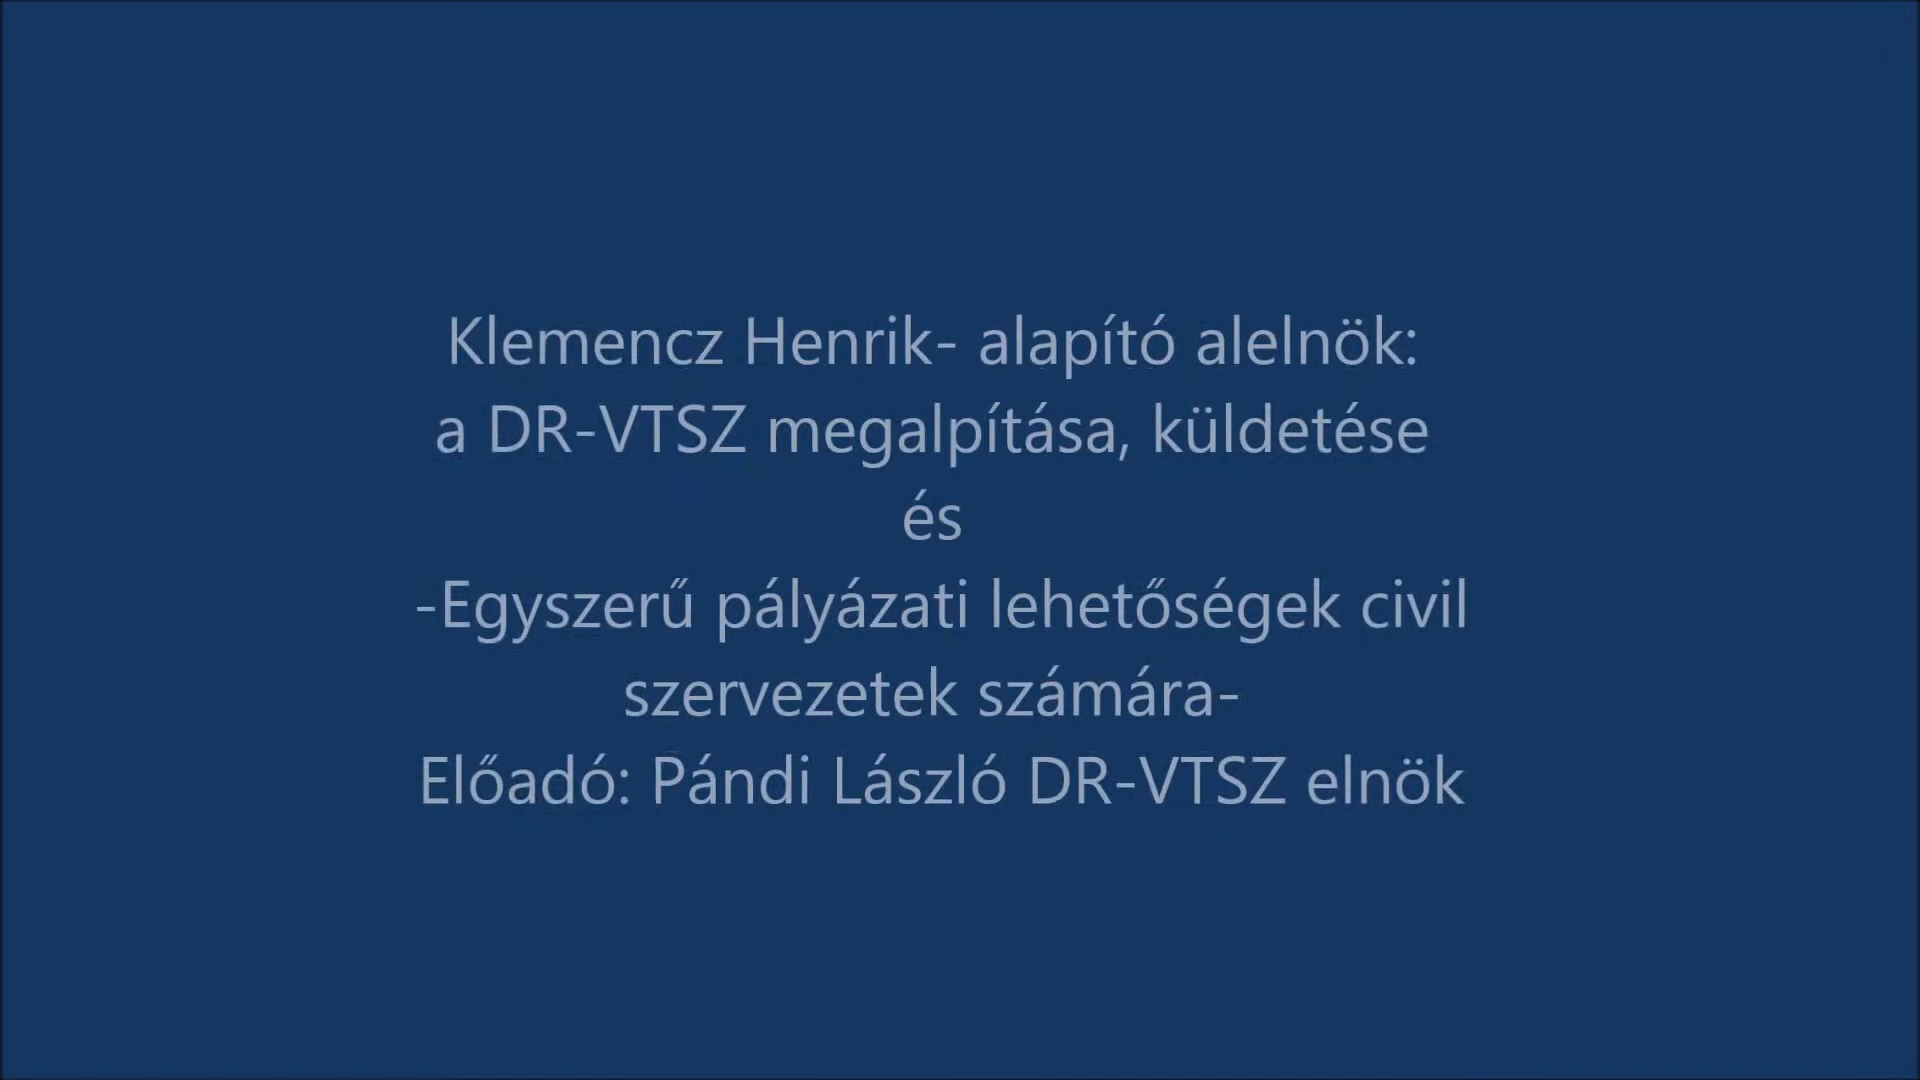 Klemencz Henrik- alapító alelnök:
a DR-VTSZ megalpítása, küldetése
és
-Egyszerű pályázati lehetőségek civil
szervezetek számára-
Előadó: Pándi László DR-VTSZ elnök